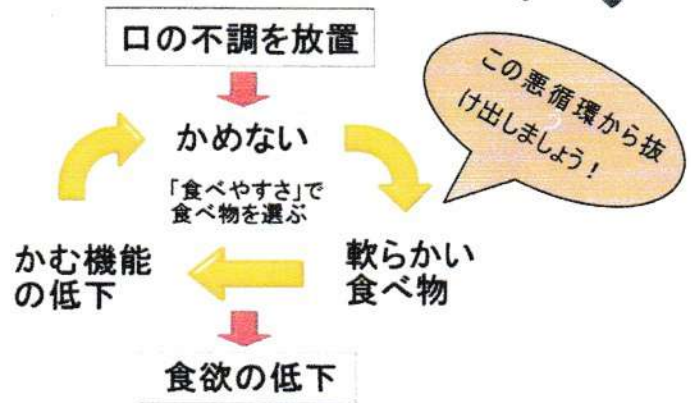 口の不調を放置
かめない
この悪循環から抜
け出しましょう!
「食べやすさ」で
食べ物を選ぶ
かむ機能
の低下
軟らかい
食べ物
食欲の低下